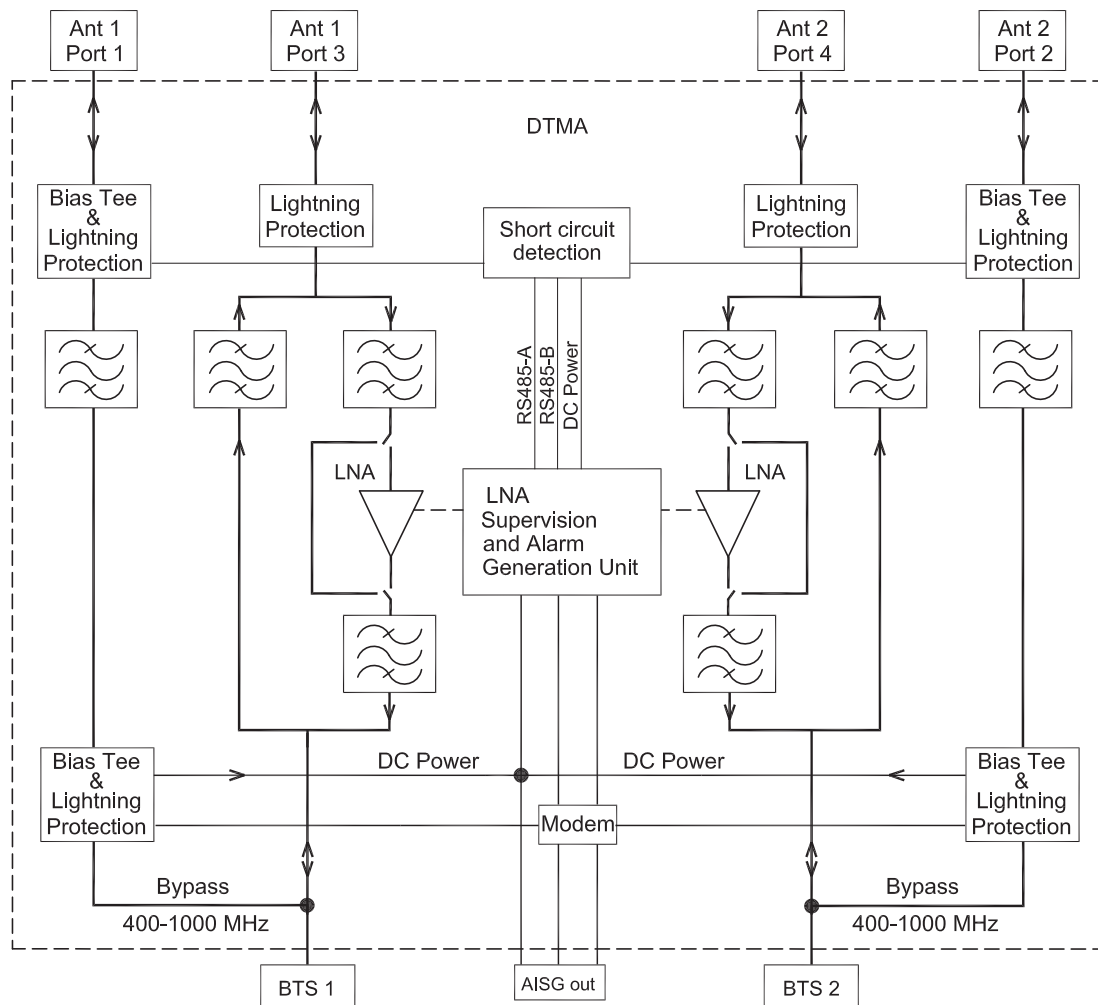 Ant 1
Port 1
Ant 1
Port 3
Ant 2
Port 4
Ant 2
Port 2
DTMA
Bias Tee
&
Lightning
Protection
Lightning
Protection
Short circuit
detection
Lightning
Protection
Bias Tee
&
Lightning
Protection
RS485-A
RS485-B
DC Power
LNA
LNA
Supervision
and Alarm
Generation Unit
LNA
Bias Tee
&
Lightning
Protection
DC Power
DC Power
Bias Tee
&
Lightning
Protection
Modem
Bypass
400-1000 MHz
Bypass
400-1000 MHz
BTS 1
AISG out
BTS 2